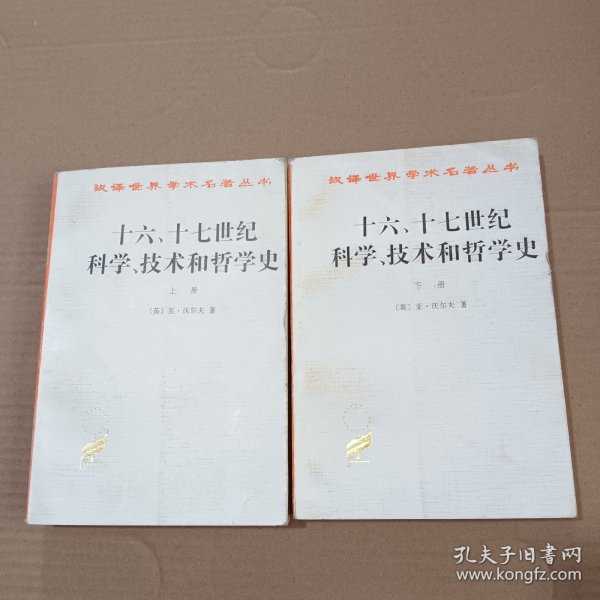 汉译世界学术名著丛书
十六、十七世纪
科学、技术和哲学史
上 册
〔英〕亚·沃尔夫 著
汉译世界学术名著丛书
十六、十七世纪
科学、技术和哲学史
下 册
〔英〕亚·沃尔夫 著
孔夫子旧书网
www.kongfz.com